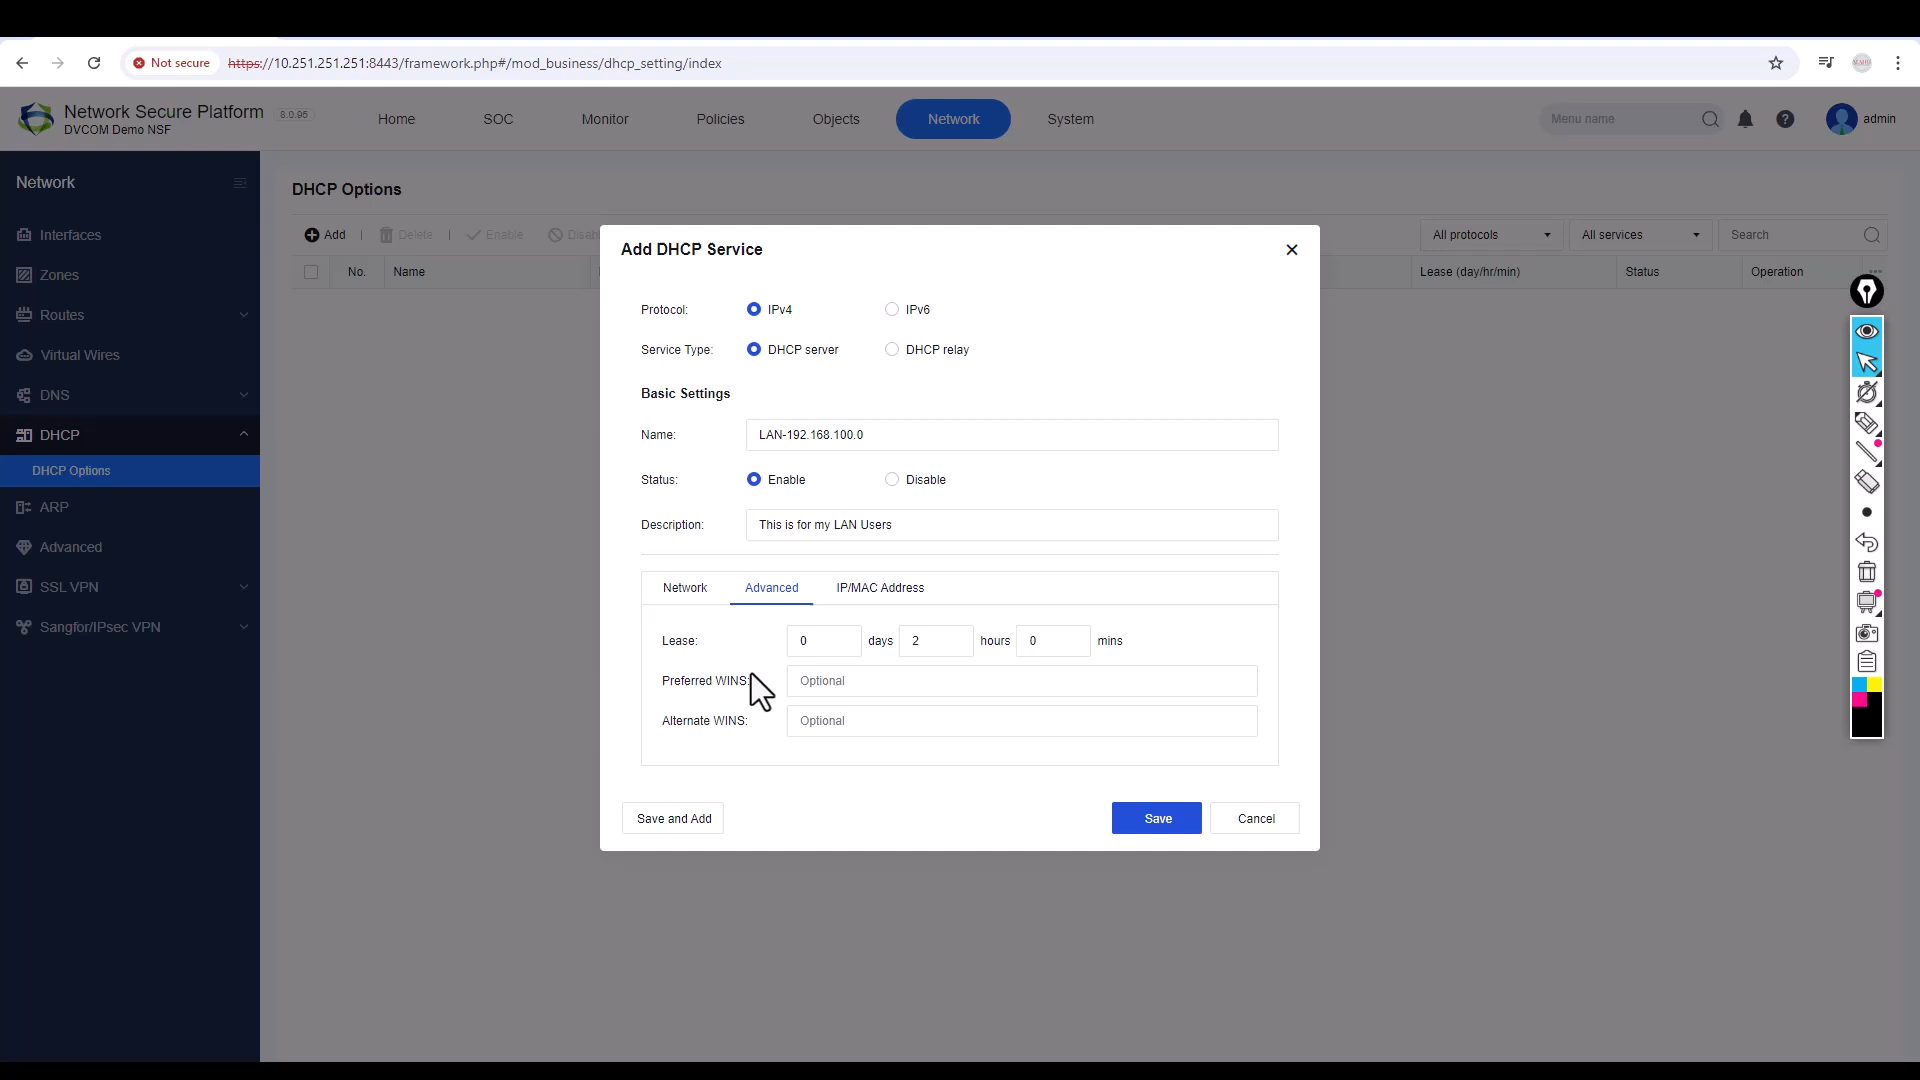 Not secure https://10.251.251.251:8443/framework.php#/mod_business/dhcp_setting/index
Network Secure Platform 8.0.95
DVCOM Demo NSF
Home SOC Monitor Policies Objects Network System
Menu name
admin
Network
Interfaces
Zones
Routes
Virtual Wires
DNS
DHCP
DHCP Options
ARP
Advanced
SSL VPN
Sangfor/IPsec VPN
DHCP Options
Add Delete Enable Disabl
All protocols All services Search
No. Name Lease (day/hr/min) Status Operation
Add DHCP Service
Protocol: IPv4 IPv6
Service Type: DHCP server DHCP relay
Basic Settings
Name: LAN-192.168.100.0
Status: Enable Disable
Description: This is for my LAN Users
Network Advanced IP/MAC Address
Lease: 0 days 2 hours 0 mins
Preferred WINS: Optional
Alternate WINS: Optional
Save and Add Save Cancel